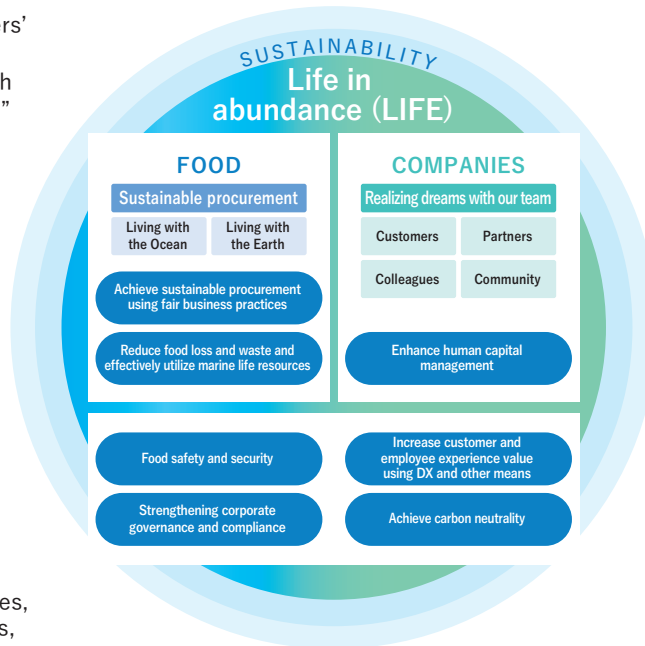 ers’
h
”
SUSTAINABILITY
Life in
abundance (LIFE)
FOOD
Sustainable procurement
Living with
the Ocean
Living with
the Earth
Achieve sustainable procurement
using fair business practices
Reduce food loss and waste and
effectively utilize marine life resources
COMPANIES
Realizing dreams with our team
Customers
Partners
Colleagues
Community
Enhance human capital
management
Food safety and security
Increase customer and
employee experience value
using DX and other means
Strengthening corporate
governance and compliance
Achieve carbon neutrality
es,
s,